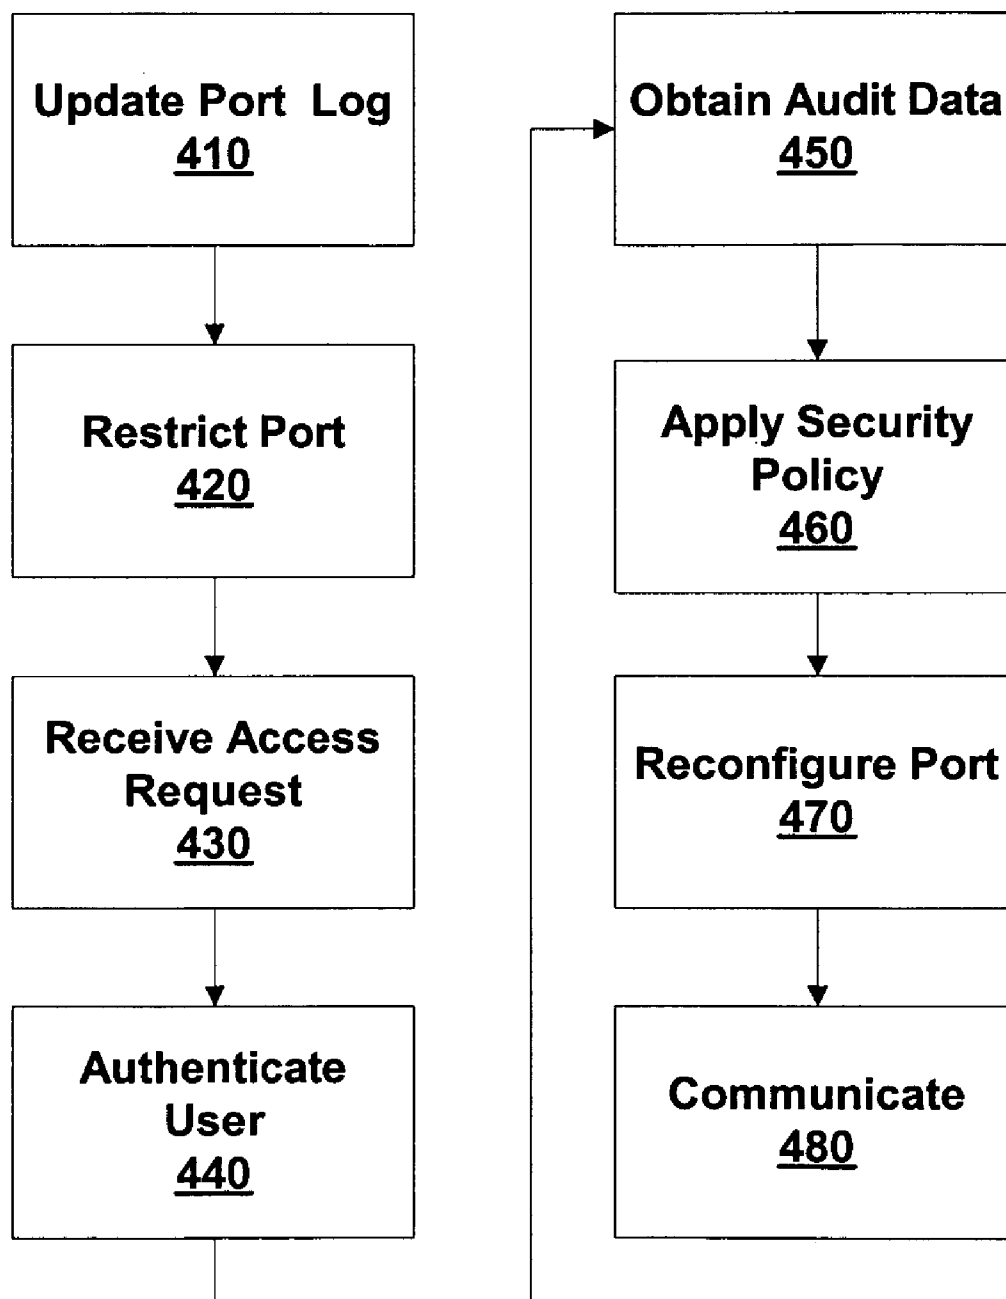 Update Port Log
410
Restrict Port
420
Receive Access
Request
430
Authenticate
User
440
Obtain Audit Data
450
Apply Security
Policy
460
Reconfigure Port
470
Communicate
480